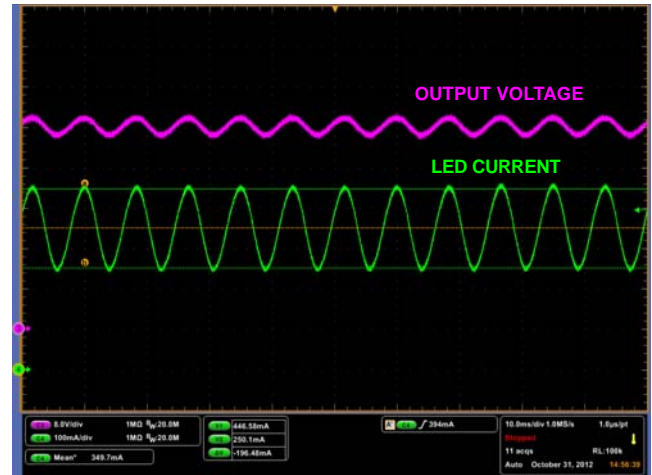 OUTPUT VOLTAGE
LED CURRENT
a
b
8.0V/div 1MΩ BW:20.0M
100mA/div 1MΩ BW:20.0M
Mean* 349.7mA
446.58mA
250.1mA
-196.48mA
A' 394mA
10.0ms/div 1.0MS/s 1.0µs/pt
Stopped
11 acqs RL:100k
Auto October 31, 2012 14:56:39